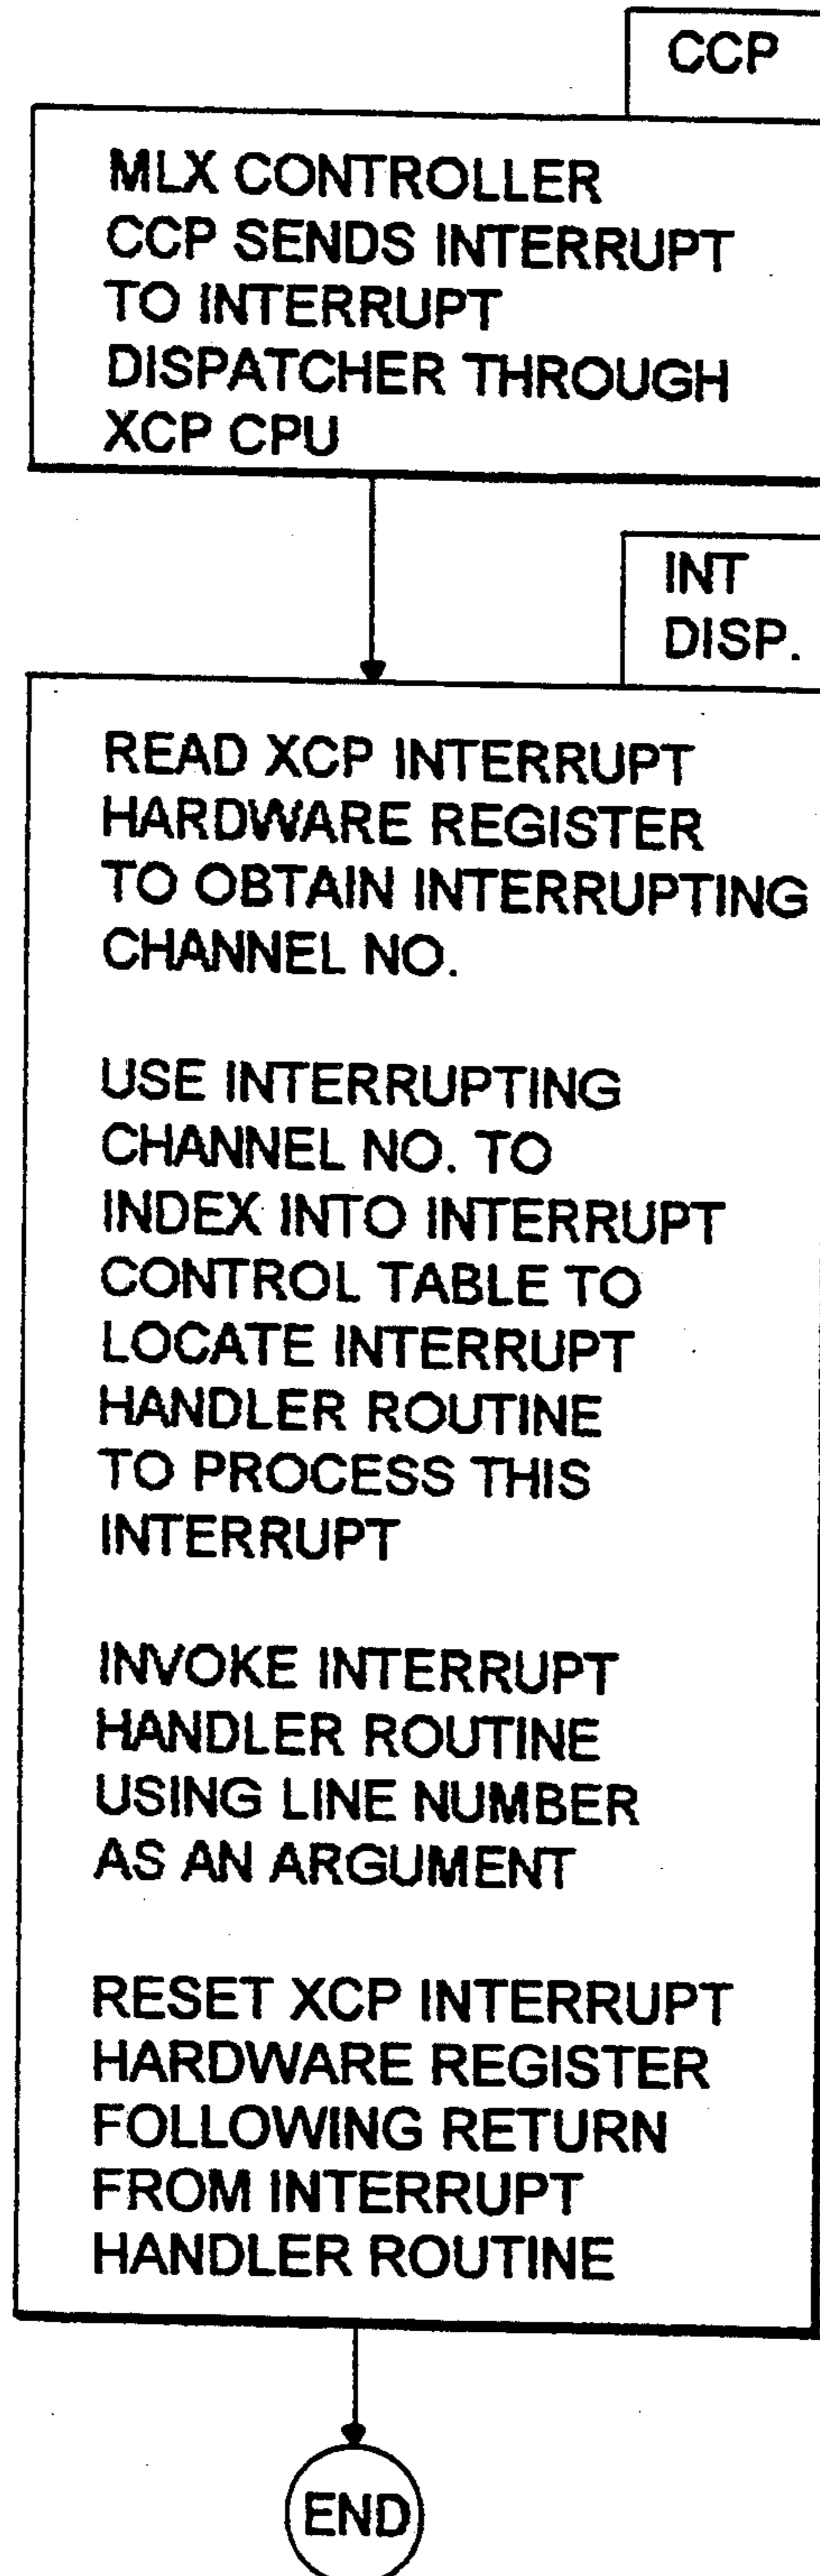 CCP
MLX CONTROLLER
CCP SENDS INTERRUPT
TO INTERRUPT
DISPATCHER THROUGH
XCP CPU
INT
DISP.
READ XCP INTERRUPT
HARDWARE REGISTER
TO OBTAIN INTERRUPTING
CHANNEL NO.
USE INTERRUPTING
CHANNEL NO. TO
INDEX INTO INTERRUPT
CONTROL TABLE TO
LOCATE INTERRUPT
HANDLER ROUTINE
TO PROCESS THIS
INTERRUPT
INVOKE INTERRUPT
HANDLER ROUTINE
USING LINE NUMBER
AS AN ARGUMENT
RESET XCP INTERRUPT
HARDWARE REGISTER
FOLLOWING RETURN
FROM INTERRUPT
HANDLER ROUTINE
END